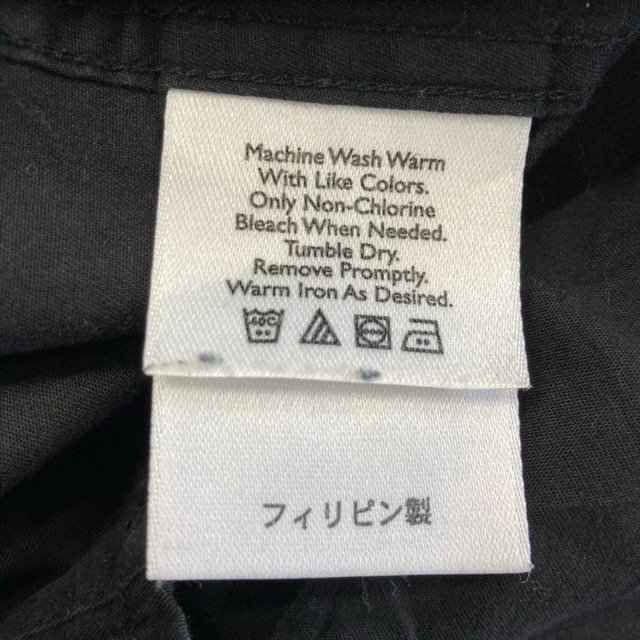 Machine Wash Warm
With Like Colors.
Only Non-Chlorine
Bleach When Needed.
Tumble Dry.
Remove Promptly.
Warm Iron As Desired.
40C
フィリピン製